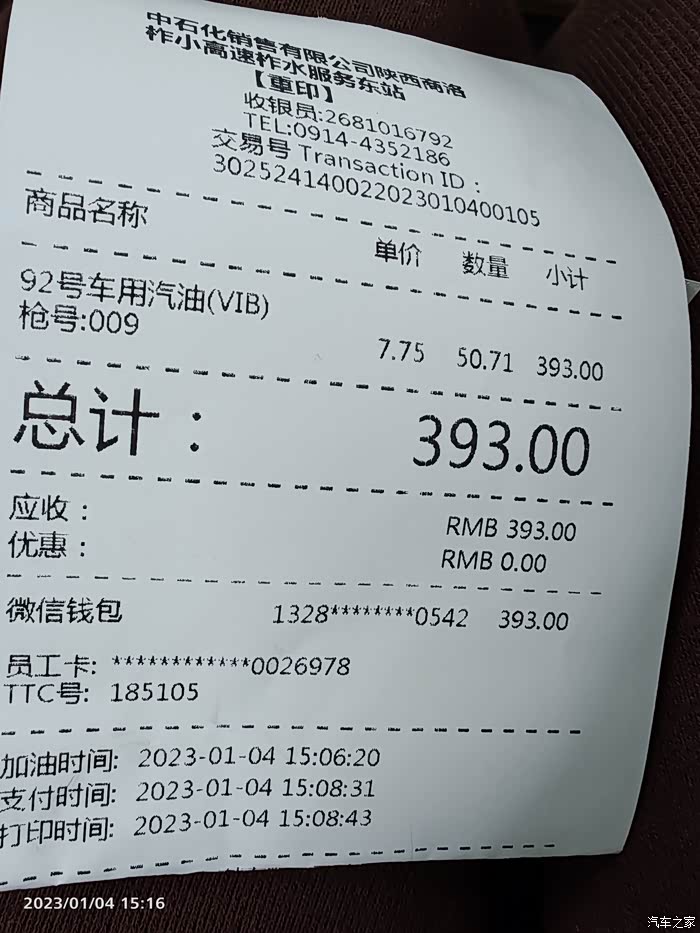 中石化销售有限公司陕西商洛
柞小高速柞水服务东站
【重印】
收银员:2681016792
TEL:0914-4352186
交易号 Transaction ID :
302524140022023010400105
商品名称 单价 数量 小计
92号车用汽油(VIB)
枪号:009
7.75 50.71 393.00
总计: 393.00
应收: RMB 393.00
优惠: RMB 0.00
微信钱包 1328********0542 393.00
员工卡: ************0026978
TTC号: 185105
加油时间: 2023-01-04 15:06:20
支付时间: 2023-01-04 15:08:31
打印时间: 2023-01-04 15:08:43
2023/01/04 15:16
汽车之家